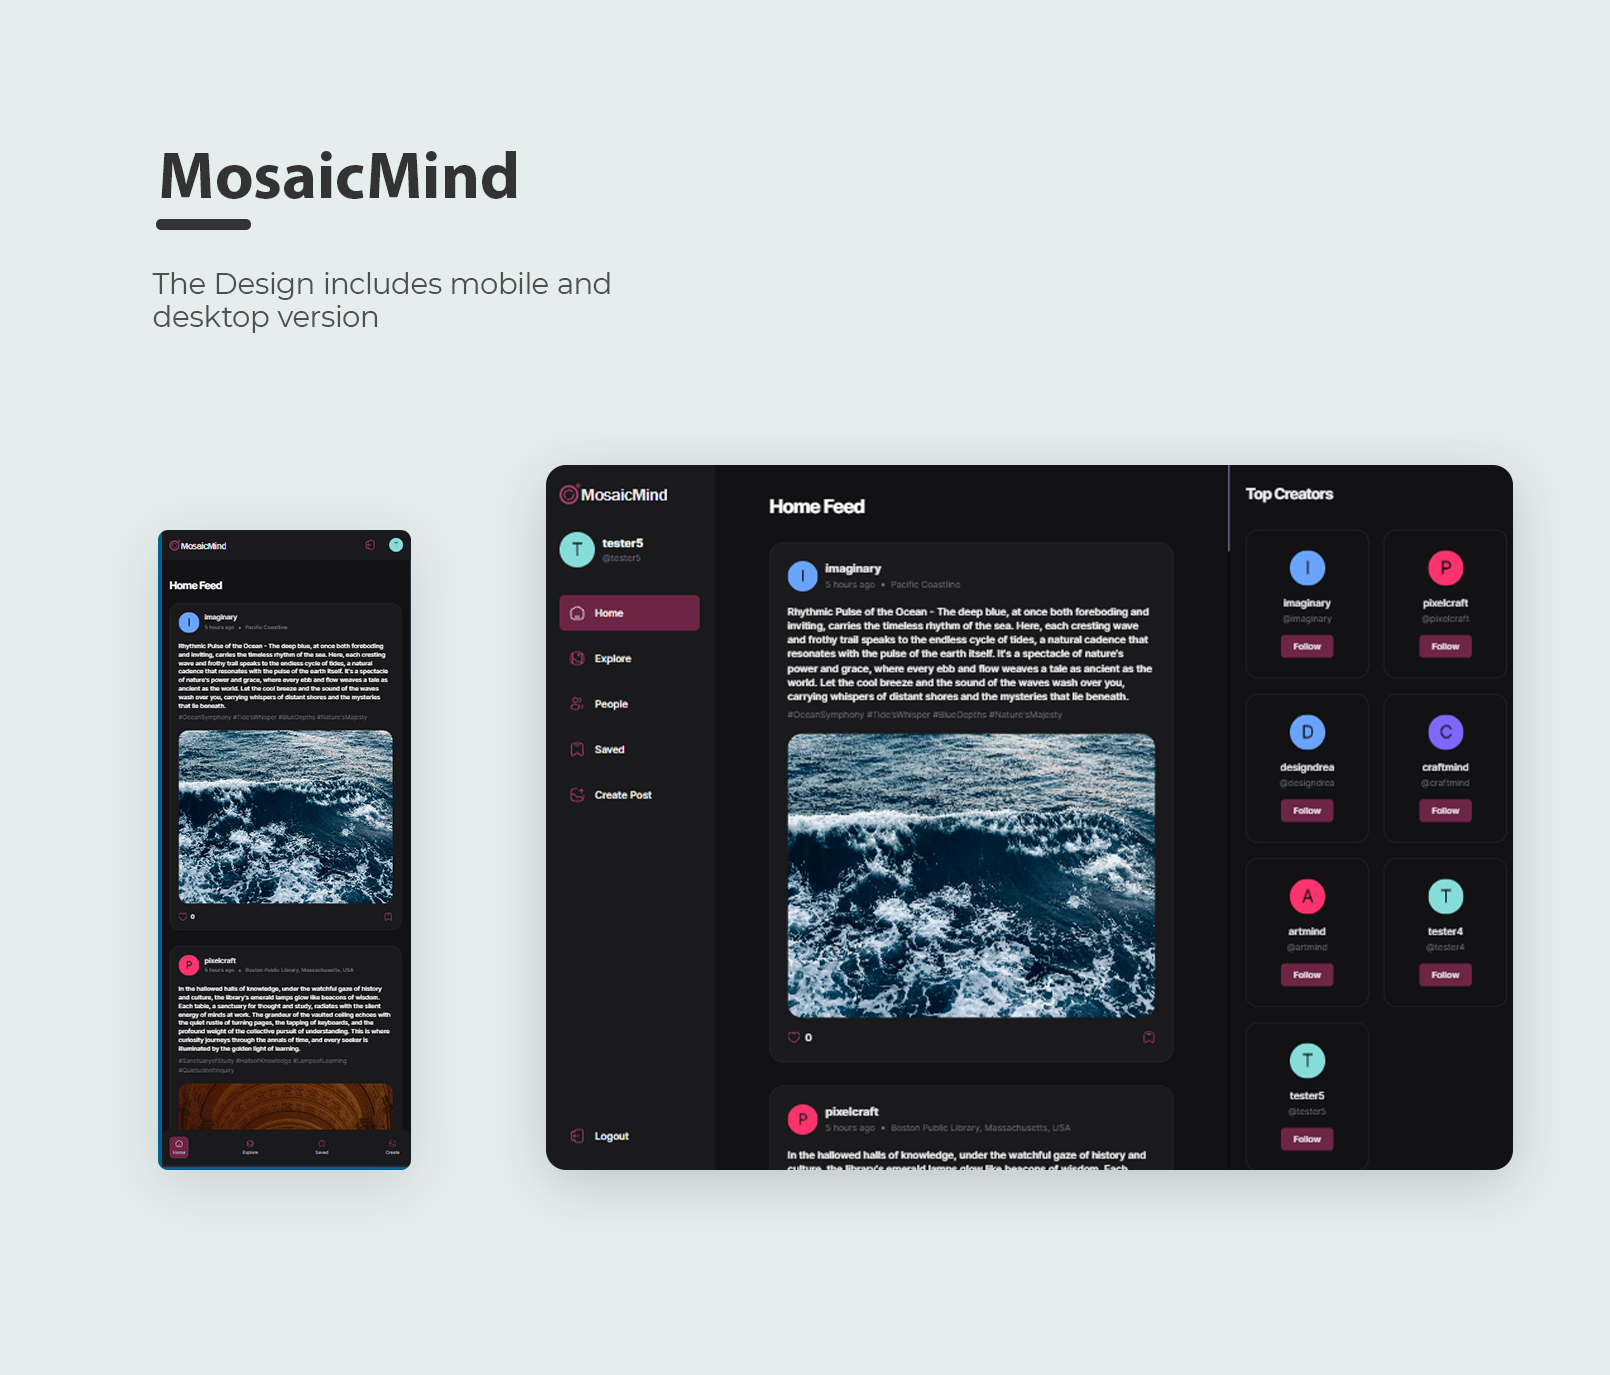 MosaicMind
The Design includes mobile and
desktop version
MosaicMind
T
Home Feed
I
imaginary
5 hours ago • Pacific Coastline
Rhythmic Pulse of the Ocean - The deep blue, at once both foreboding
and inviting, carries the timeless rhythm of the sea. Here, each cresting
wave and frothy trail speaks to the endless cycle of tides, a natural
cadence that resonates with the pulse of the earth itself. It's a spectacle
of nature's power and grace, where every ebb and flow weaves a tale as
ancient as the world. Let the cool breeze and the sound of the waves
wash over you, carrying whispers of distant shores and the mysteries
that lie beneath.
#OceanSymphony #Tide'sWhisper #BlueDepths #Nature'sMajesty
0
P
pixelcraft
5 hours ago • Boston Public Library, Massachusetts, USA
In the hallowed halls of knowledge, under the watchful gaze of history
and culture, the library's emerald lamps glow like beacons of wisdom.
Each table, a sanctuary for thought and study, radiates with the silent
energy of minds at work. The grandeur of the vaulted ceiling echoes with
the quiet rustle of turning pages, the tapping of keyboards, and the
profound weight of the collective pursuit of understanding. This is where
curiosity journeys through the annals of time, and every seeker is
illuminated by the golden light of learning.
#SanctuaryofStudy #HallsofKnowledge #LampsofLearning
#QuietudeofInquiry
Home Explore Saved Create
MosaicMind
T
tester5
@tester5
Home
Explore
People
Saved
Create Post
Logout
Home Feed
I
imaginary
5 hours ago • Pacific Coastline
Rhythmic Pulse of the Ocean - The deep blue, at once both foreboding and
inviting, carries the timeless rhythm of the sea. Here, each cresting wave
and frothy trail speaks to the endless cycle of tides, a natural cadence that
resonates with the pulse of the earth itself. It's a spectacle of nature's
power and grace, where every ebb and flow weaves a tale as ancient as the
world. Let the cool breeze and the sound of the waves wash over you,
carrying whispers of distant shores and the mysteries that lie beneath.
#OceanSymphony #Tide'sWhisper #BlueDepths #Nature'sMajesty
0
P
pixelcraft
5 hours ago • Boston Public Library, Massachusetts, USA
In the hallowed halls of knowledge, under the watchful gaze of history and
culture, the library's emerald lamps glow like beacons of wisdom. Each
Top Creators
I
imaginary
@imaginary
Follow
P
pixelcraft
@pixelcraft
Follow
D
designdrea
@designdrea
Follow
C
craftmind
@craftmind
Follow
A
artmind
@artmind
Follow
T
tester4
@tester4
Follow
T
tester5
@tester5
Follow